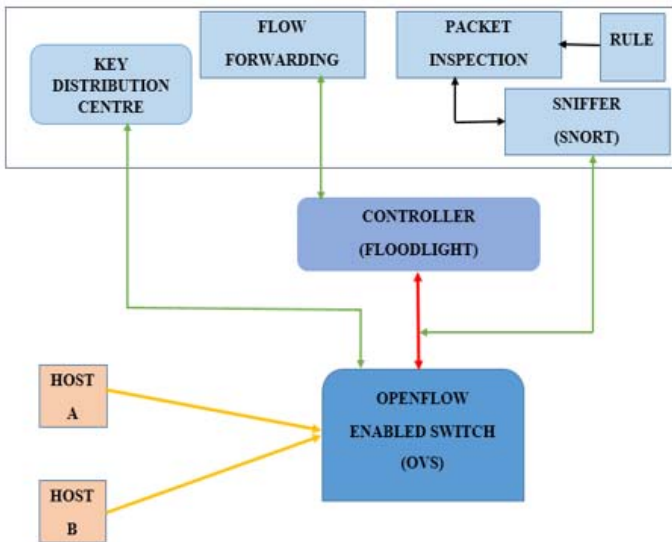 FLOW
FORWARDING
PACKET
INSPECTION
RULE
KEY
DISTRIBUTION
CENTRE
SNIFFER
(SNORT)
CONTROLLER
(FLOODLIGHT)
HOST
A
OPENFLOW
ENABLED SWITCH
(OVS)
HOST
B